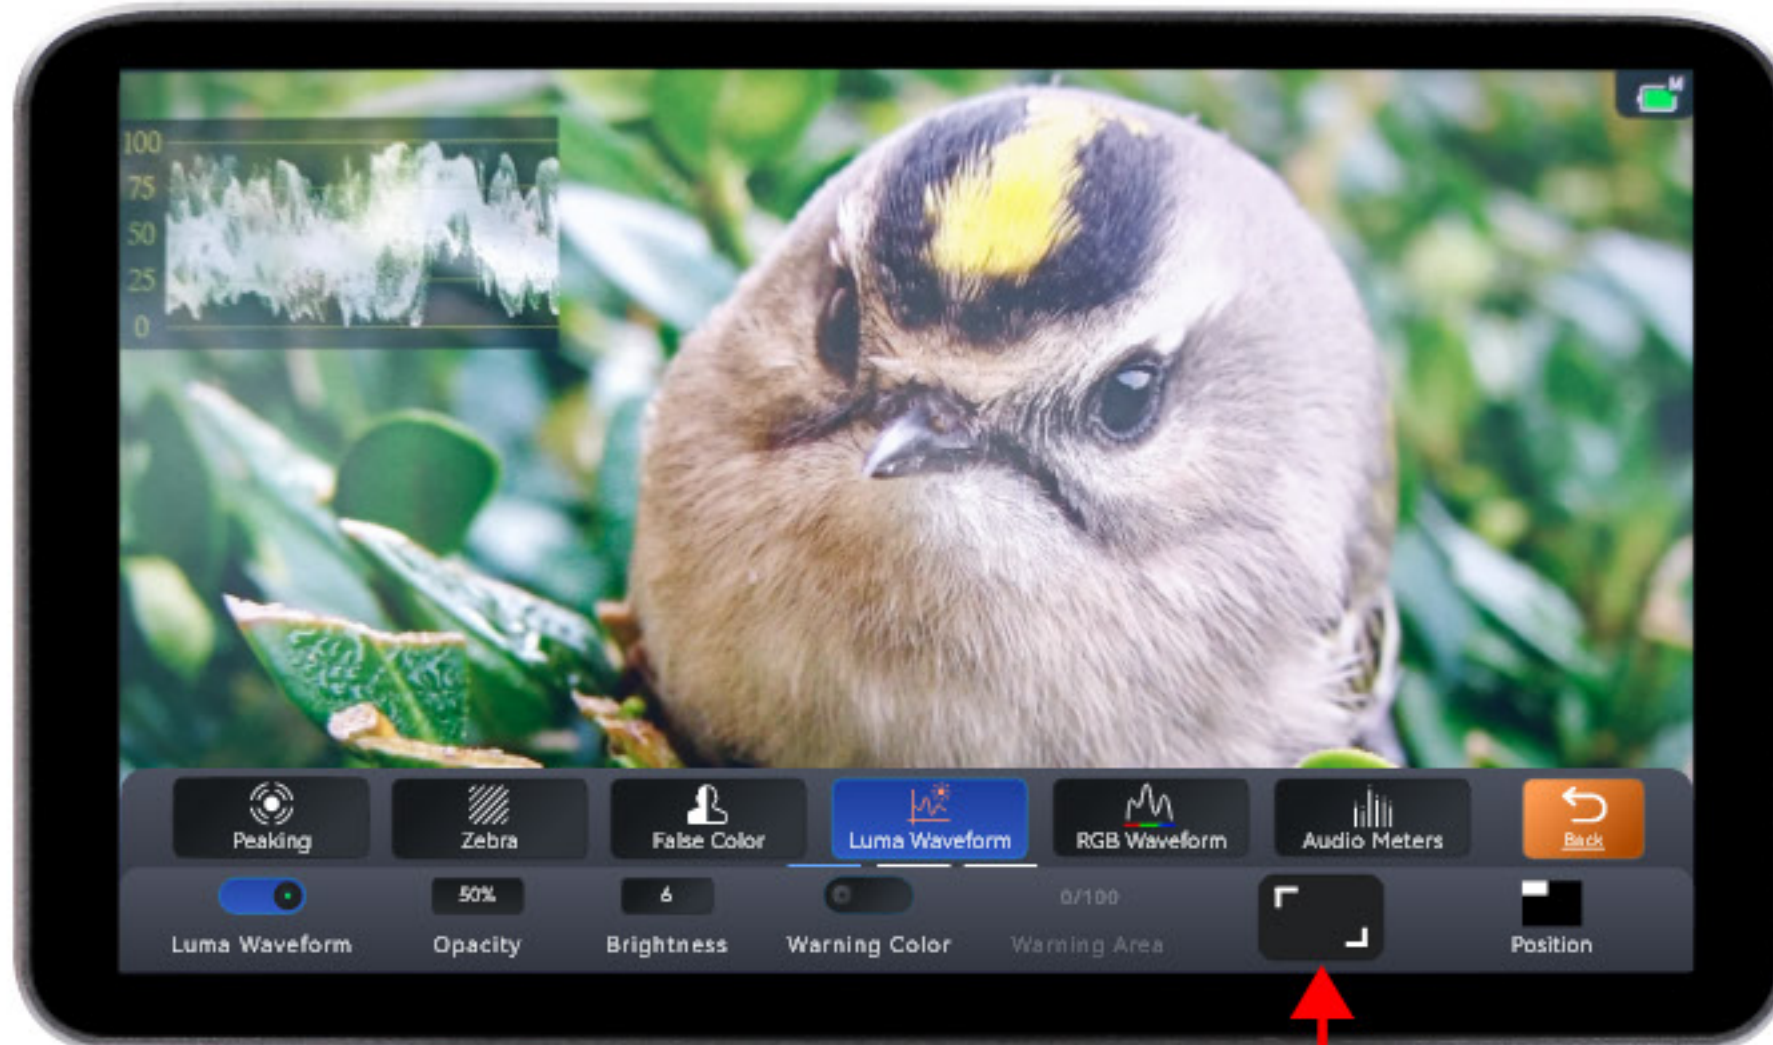 M
100
75
50
25
0
Peaking
Zebra
False Color
Luma Waveform
RGB Waveform
Audio Meters
Back
50%
6
0/100
Luma Waveform
Opacity
Brightness
Warning Color
Warning Area
Position